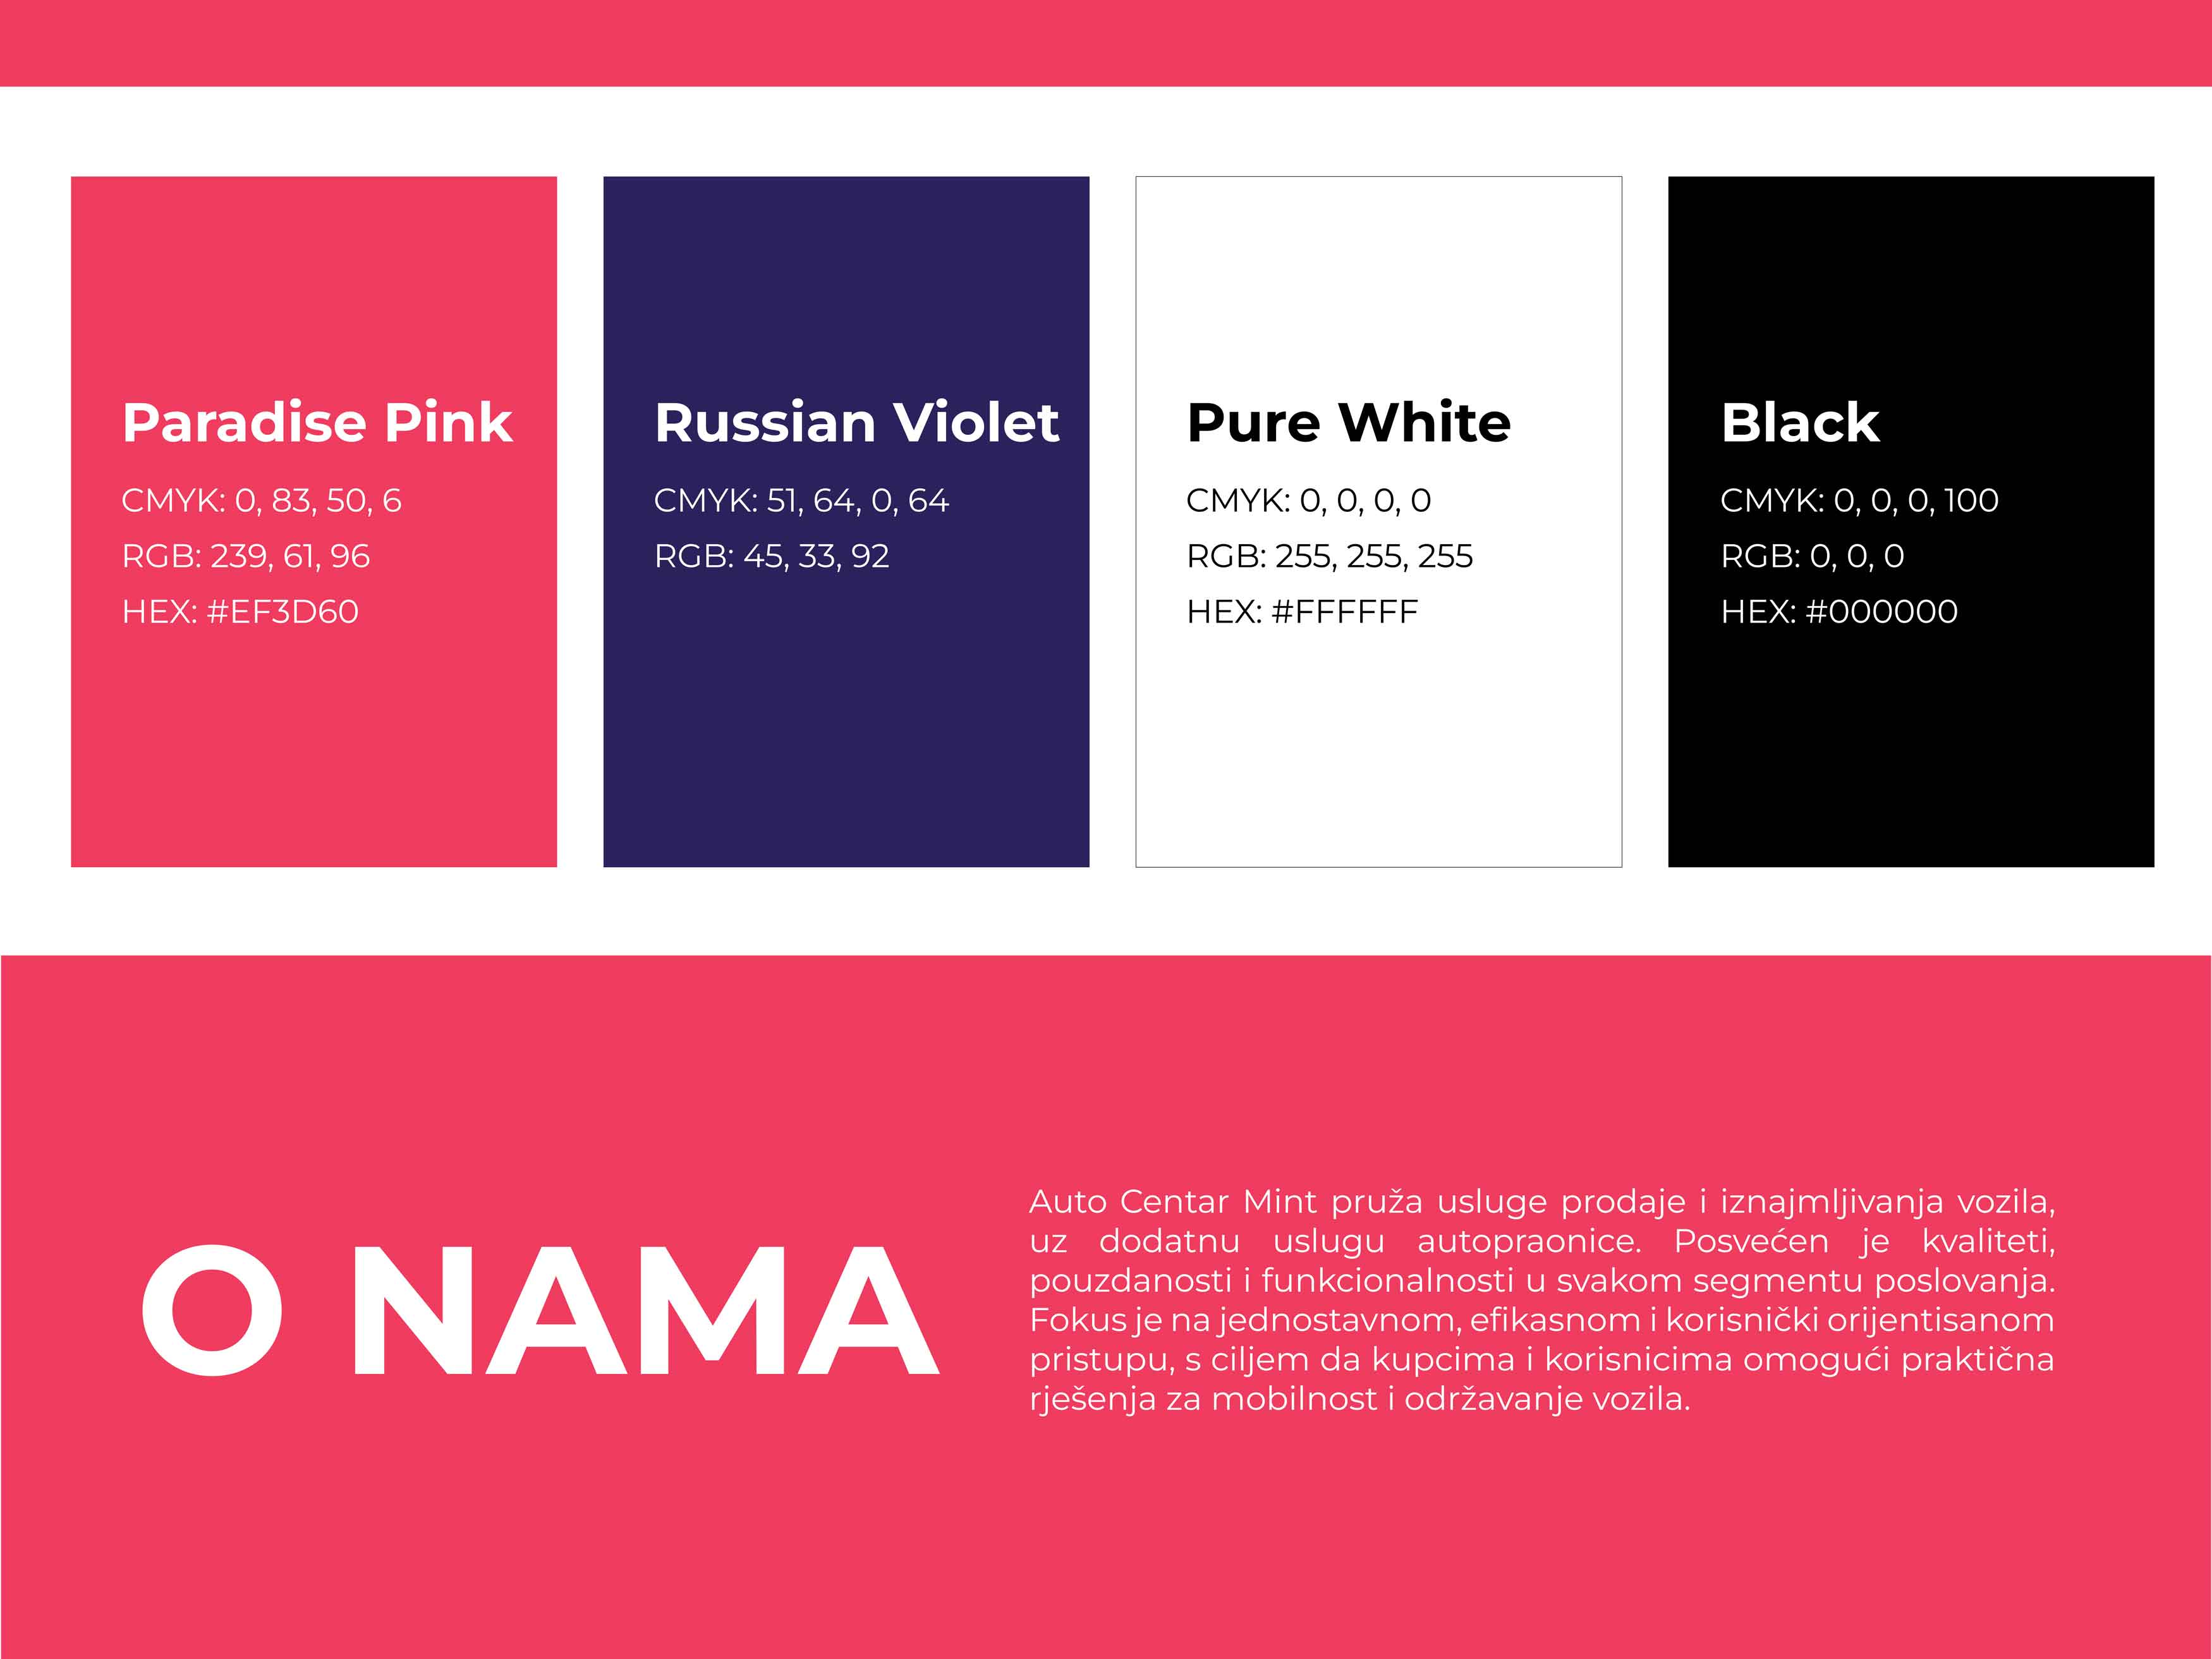 Paradise Pink
CMYK: 0, 83, 50, 6
RGB: 239, 61, 96
HEX: #EF3D60
Russian Violet
CMYK: 51, 64, 0, 64
RGB: 45, 33, 92
Pure White
CMYK: 0, 0, 0, 0
RGB: 255, 255, 255
HEX: #FFFFFF
Black
CMYK: 0, 0, 0, 100
RGB: 0, 0, 0
HEX: #000000
O NAMA
Auto Centar Mint pruža usluge prodaje i iznajmljivanja vozila,
uz dodatnu uslugu autopraonice. Posvećen je kvaliteti,
pouzdanosti i funkcionalnosti u svakom segmentu poslovanja.
Fokus je na jednostavnom, efikasnom i korisnički orijentisanom
pristupu, s ciljem da kupcima i korisnicima omogući praktična
rješenja za mobilnost i održavanje vozila.